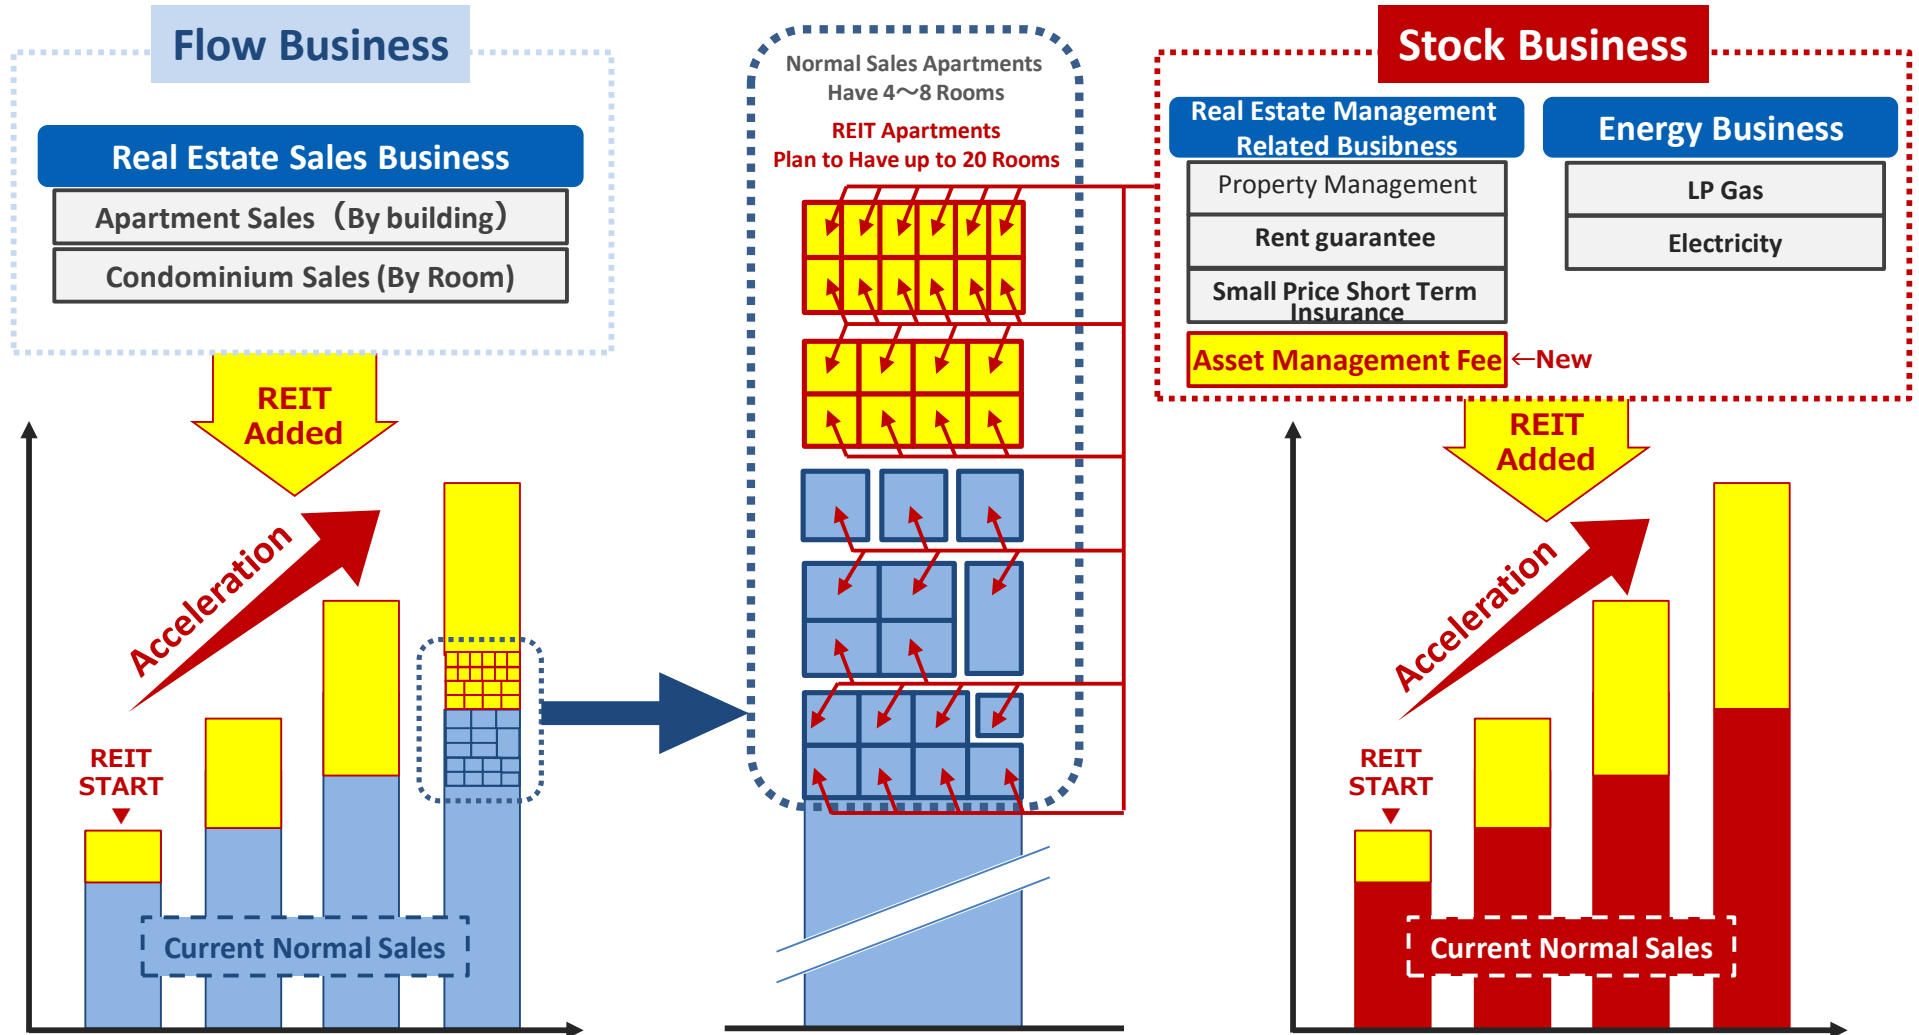 Flow Business
Real Estate Sales Business
Apartment Sales（By building）
Condominium Sales (By Room)
REIT
Added
Acceleration
REIT
START
Current Normal Sales
Normal Sales Apartments
Have 4～8 Rooms
REIT Apartments
Plan to Have up to 20 Rooms
Stock Business
Real Estate Management
Related Busibness
Property Management
Rent guarantee
Small Price Short Term
Insurance
Asset Management Fee ←New
Energy Business
LP Gas
Electricity
REIT
Added
Acceleration
REIT
START
Current Normal Sales